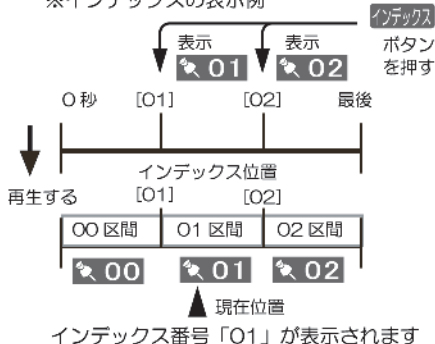 ※インデックスの表示例
インデックス
ボタン
を押す
表示 表示
01 02
0秒 [01] [02] 最後
インデックス位置
再生する [01] [02]
00区間 01区間 02区間
00 01 02
現在位置
インデックス番号「01」が表示されます